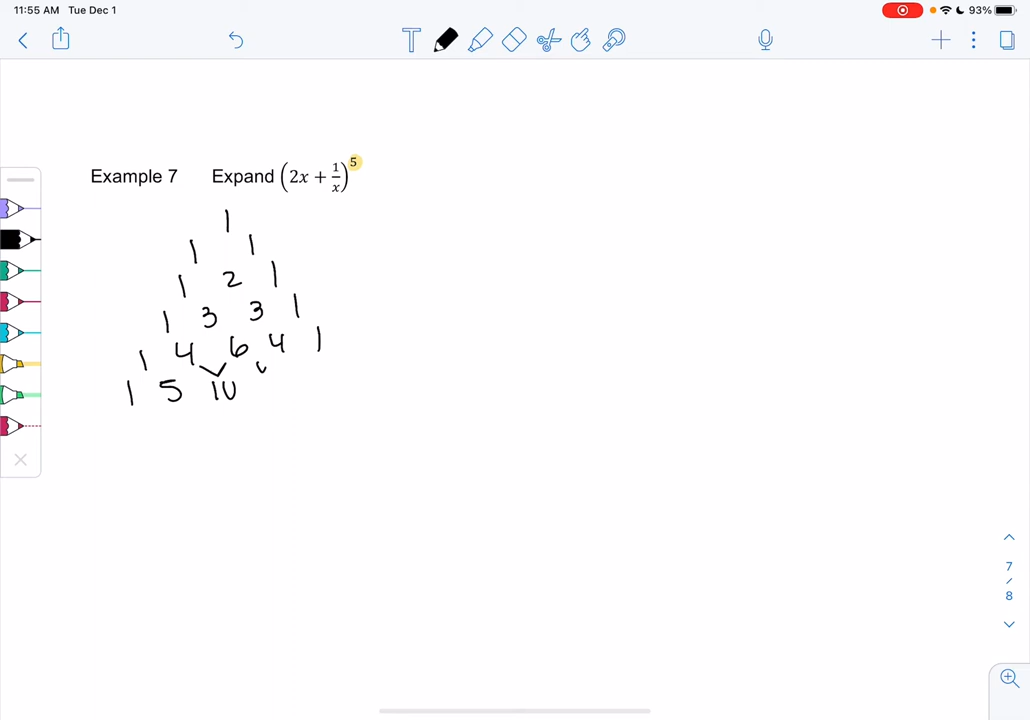 11:55 AM Tue Dec 1
93%
T
Example 7 Expand (2x + 1/x)^5
1
1 1
1 2 1
1 3 3 1
1 4 6 4 1
1 5 10
7
/
8